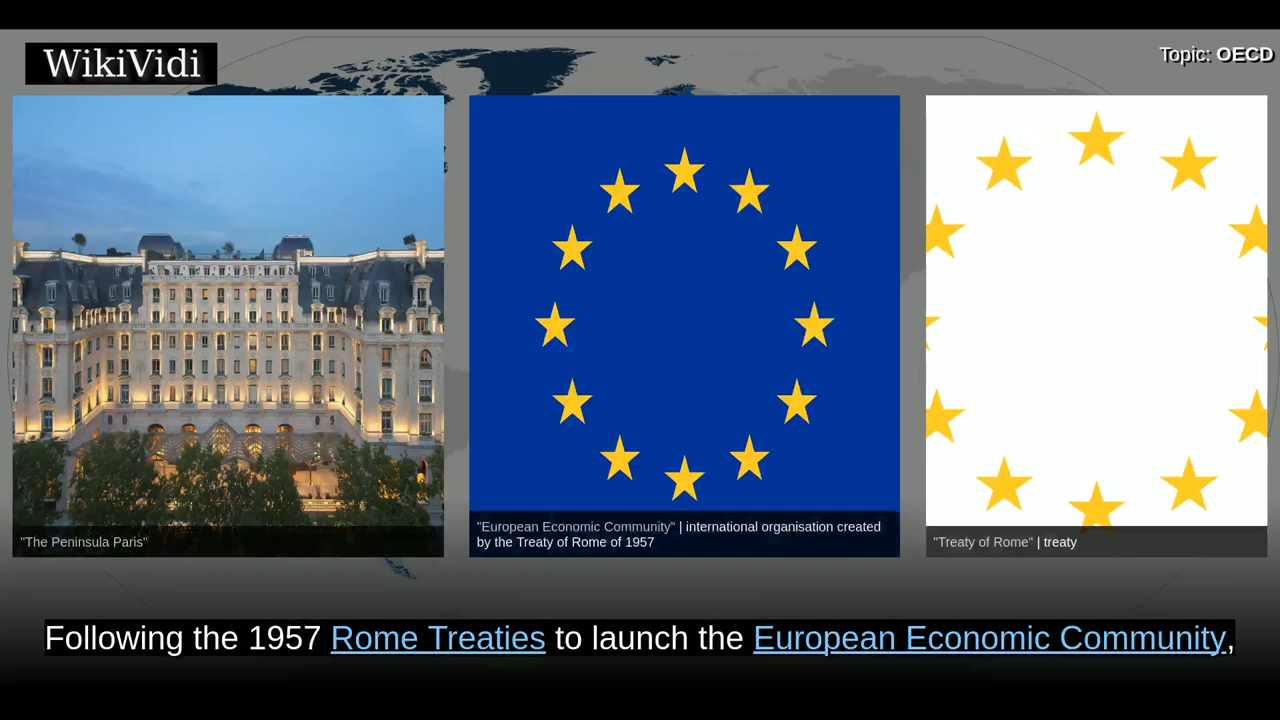 WikiVidi
Topic: OECD
"The Peninsula Paris"
"European Economic Community" | international organisation created
by the Treaty of Rome of 1957
"Treaty of Rome" | treaty
Following the 1957 Rome Treaties to launch the European Economic Community,